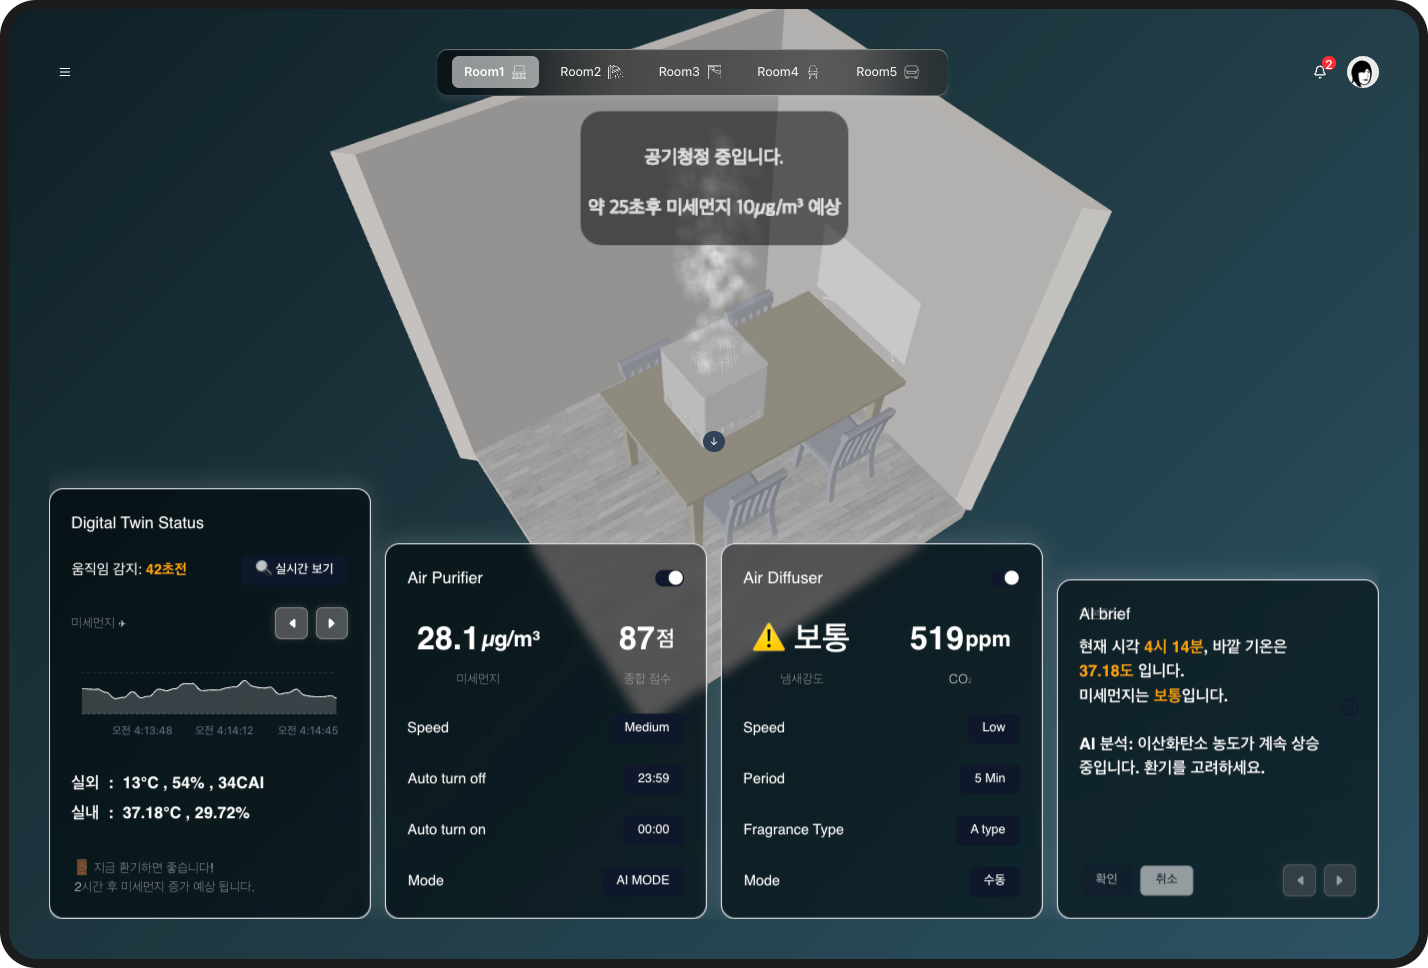 Room1
Room2
Room3
Room4
Room5
2
공기청정 중입니다.
약 25초후 미세먼지 10μg/m³ 예상
Digital Twin Status
움직임 감지: 42초전
실시간 보기
미세먼지
오전 4:13:48
오전 4:14:12
오전 4:14:45
실외 : 13°C , 54% , 34CAI
실내 : 37.18°C , 29.72%
지금 환기하면 좋습니다!
2시간 후 미세먼지 증가 예상 됩니다.
Air Purifier
28.1μg/m³
87점
미세먼지
종합 점수
Speed
Medium
Auto turn off
23:59
Auto turn on
00:00
Mode
AI MODE
Air Diffuser
보통
519ppm
냄새강도
CO₂
Speed
Low
Period
5 Min
Fragrance Type
A type
Mode
수동
AI brief
현재 시각 4시 14분, 바깥 기온은
37.18도 입니다.
미세먼지는 보통입니다.
AI 분석: 이산화탄소 농도가 계속 상승
중입니다. 환기를 고려하세요.
확인
취소